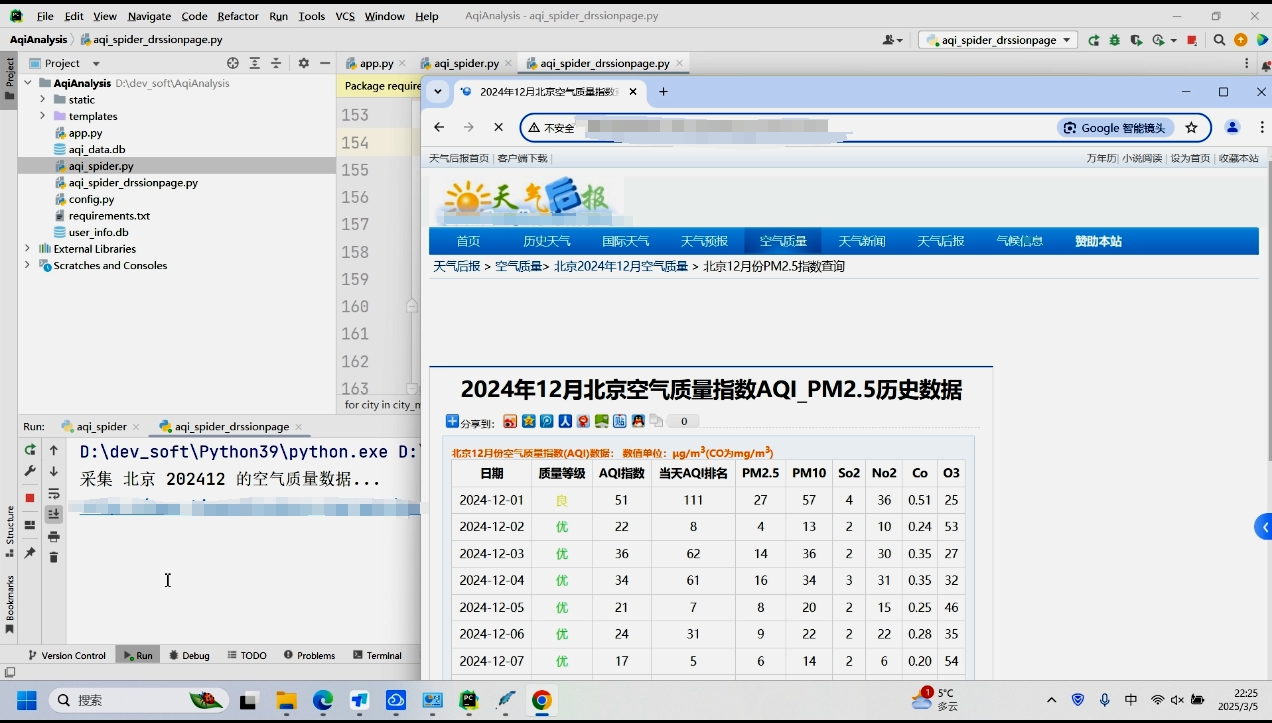 File Edit View Navigate Code Refactor Run Tools VCS Window Help AqiAnalysis - aqi_spider_drssionpage.py
AqiAnalysis aqi_spider_drssionpage.py
aqi_spider_drssionpage
Project
Project
app.py aqi_spider.py aqi_spider_drssionpage.py
AqiAnalysis D:\dev_soft\AqiAnalysis
static
templates
app.py
aqi_data.db
aqi_spider.py
aqi_spider_drssionpage.py
config.py
requirements.txt
user_info.db
External Libraries
Scratches and Consoles
Package require
153
154
155
156
157
158
159
160
161
162
163
for city in city_m
2024年12月北京空气质量指数
不安全
Google 智能镜头
天气后报首页 | 客户端下载 |
万年历 | 小说阅读 | 设为首页 | 收藏本站
天气后报
首页 历史天气 国际天气 天气预报 空气质量 天气新闻 天气后报 气候信息 赞助本站
天气后报 > 空气质量> 北京2024年12月空气质量 > 北京12月份PM2.5指数查询
2024年12月北京空气质量指数AQI_PM2.5历史数据
分享到: 0
北京12月份空气质量指数(AQI)数据: 数值单位: μg/m3(CO为mg/m3)
日期 质量等级 AQI指数 当天AQI排名 PM2.5 PM10 So2 No2 Co O3
2024-12-01 良 51 111 27 57 4 36 0.51 25
2024-12-02 优 22 8 4 13 2 10 0.24 53
2024-12-03 优 36 62 14 36 2 30 0.35 27
2024-12-04 优 34 61 16 34 3 31 0.35 32
2024-12-05 优 21 7 8 20 2 15 0.25 46
2024-12-06 优 24 31 9 22 2 22 0.28 35
2024-12-07 优 17 5 6 14 2 6 0.20 54
Run: aqi_spider aqi_spider_drssionpage
D:\dev_soft\Python39\python.exe D:
采集 北京 202412 的空气质量数据...
Structure
Bookmarks
Version Control Run Debug TODO Problems Terminal
搜索
1
5°C
多云
中
22:25
2025/3/5